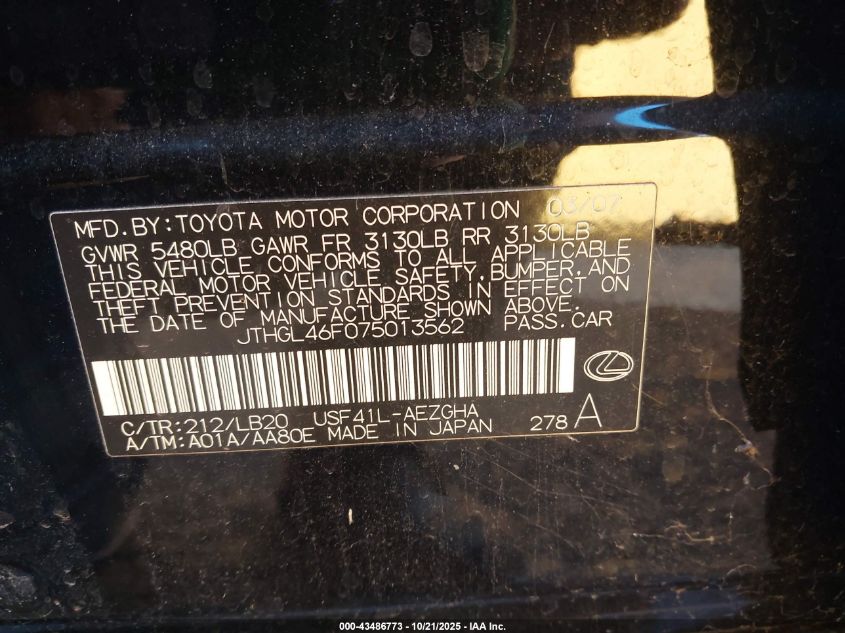 MFD. BY: TOYOTA MOTOR CORPORATION 03/07
GVWR 5480LB GAWR FR 3130LB RR 3130LB
THIS VEHICLE CONFORMS TO ALL APPLICABLE
FEDERAL MOTOR VEHICLE SAFETY, BUMPER, AND
THEFT PREVENTION STANDARDS IN EFFECT ON
THE DATE OF MANUFACTURE SHOWN ABOVE.
JTHGL46F075013562 PASS. CAR
C/TR: 212/LB20 USF41L-AEZGHA
A/TM: A01A/AA80E MADE IN JAPAN 278 A
000-43486773 - 10/21/2025 - IAA Inc.